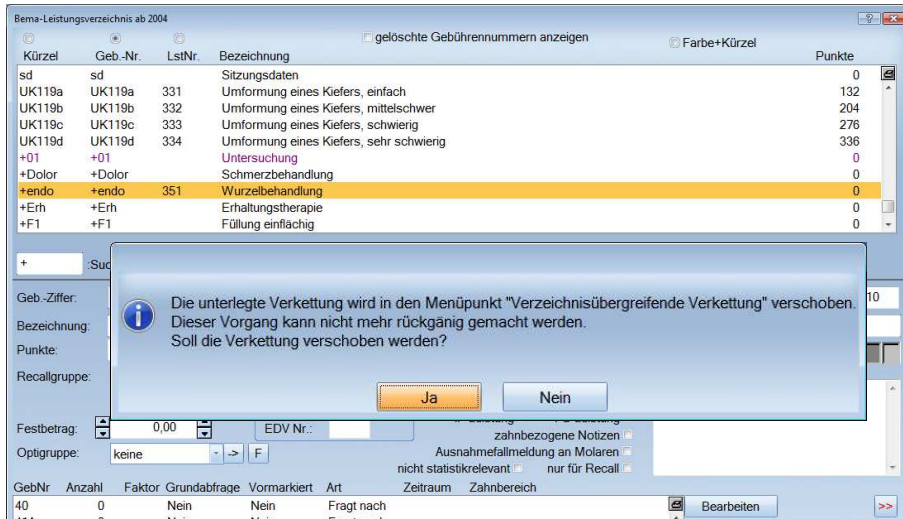 Bema-Leistungsverzeichnis ab 2004
gelöschte Gebührennummern anzeigen
Farbe+Kürzel
Kürzel Geb.-Nr. LstNr. Bezeichnung Punkte
sd sd Sitzungsdaten 0
UK119a UK119a 331 Umformung eines Kiefers, einfach 132
UK119b UK119b 332 Umformung eines Kiefers, mittelschwer 204
UK119c UK119c 333 Umformung eines Kiefers, schwierig 276
UK119d UK119d 334 Umformung eines Kiefers, sehr schwierig 336
+01 +01 Untersuchung 0
+Dolor +Dolor Schmerzbehandlung 0
+endo +endo 351 Wurzelbehandlung 0
+Erh +Erh Erhaltungstherapie 0
+F1 +F1 Füllung einflächig 0
+ :Suc
Geb.-Ziffer: 10
Die unterlegte Verkettung wird in den Menüpunkt "Verzeichnisübergreifende Verkettung" verschoben.
Bezeichnung:
Dieser Vorgang kann nicht mehr rückgänig gemacht werden.
Soll die Verkettung verschoben werden?
Punkte:
Recallgruppe:
Ja Nein
Festbetrag: 0,00 EDV Nr.:
zahnbezogene Notizen
Optigruppe: keine -> F Ausnahmefallmeldung an Molaren
nicht statistikrelevant nur für Recall
GebNr Anzahl Faktor Grundabfrage Vormarkiert Art Zeitraum Zahnbereich
40 0 Nein Nein Fragt nach Bearbeiten >>